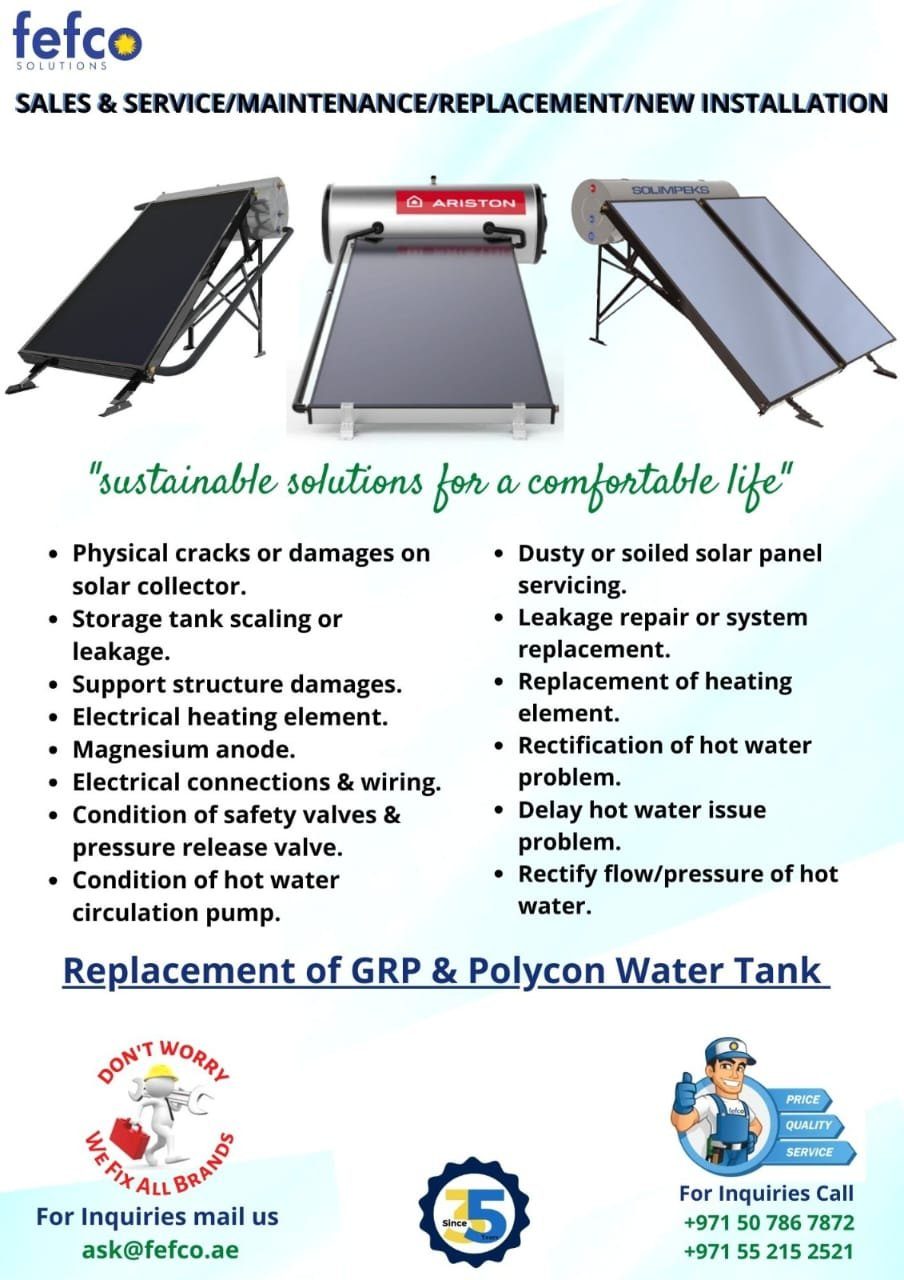 fefco
SOLUTIONS
SALES & SERVICE/MAINTENANCE/REPLACEMENT/NEW INSTALLATION
ARISTON
SOLIMPEKS
"sustainable solutions for a comfortable life"
• Physical cracks or damages on
solar collector.
• Storage tank scaling or
leakage.
• Support structure damages.
• Electrical heating element.
• Magnesium anode.
• Electrical connections & wiring.
• Condition of safety valves &
pressure release valve.
• Condition of hot water
circulation pump.
• Dusty or soiled solar panel
servicing.
• Leakage repair or system
replacement.
• Replacement of heating
element.
• Rectification of hot water
problem.
• Delay hot water issue
problem.
• Rectify flow/pressure of hot
water.
Replacement of GRP & Polycon Water Tank
DON'T WORRY
WE FIX ALL BRANDS
For Inquiries mail us
ask@fefco.ae
35
Since
Years
fefco
PRICE
QUALITY
SERVICE
For Inquiries Call
+971 50 786 7872
+971 55 215 2521